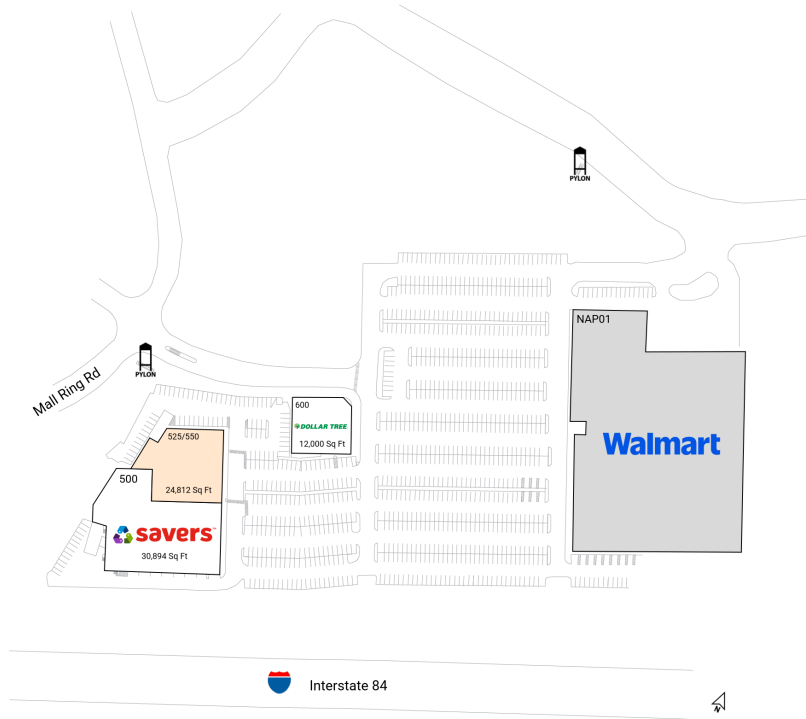 PYLON
NAP01
Walmart
PYLON
Mall Ring Rd
600
DOLLAR TREE
12,000 Sq Ft
525/550
24,812 Sq Ft
500
savers™
30,894 Sq Ft
Interstate 84
N